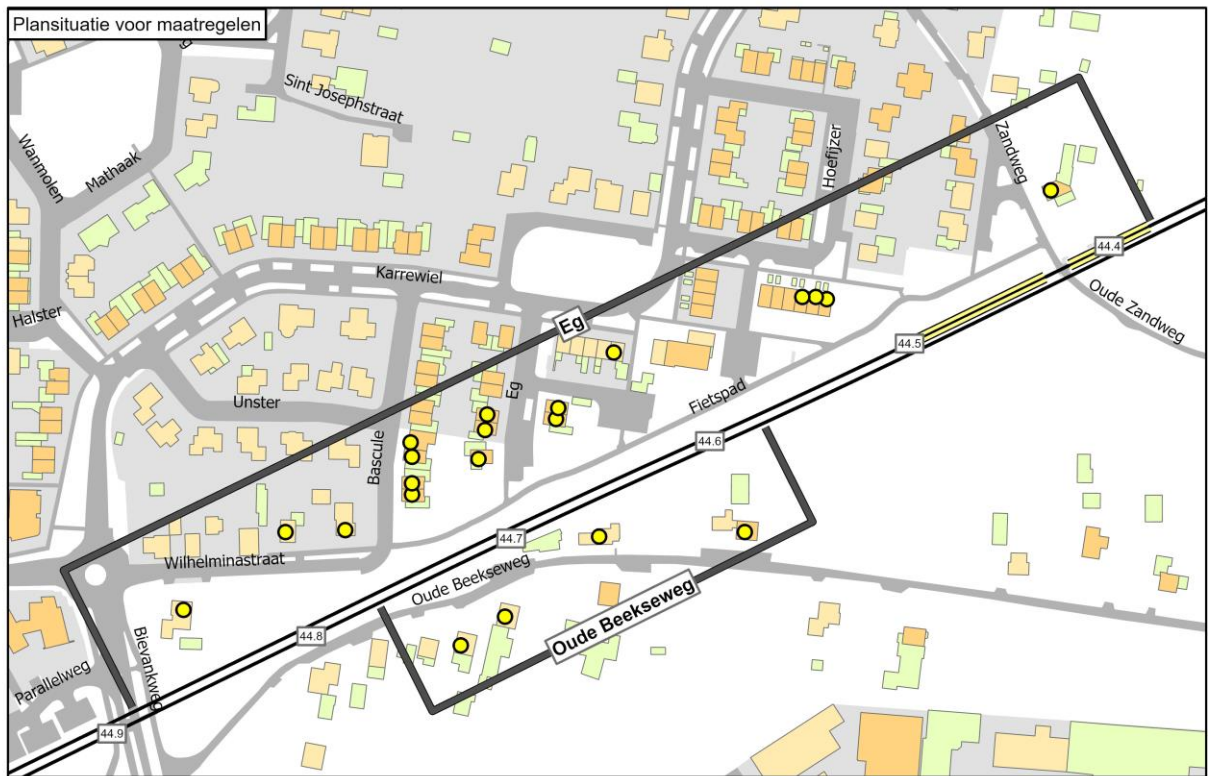 Plansituatie voor maatregelen
g
Sint Josephstraat
Wanmolen
Mathaak
Hoefijzer
Zandweg
44.4
Karrewiel
Oude Zandweg
Halster
Eg
44.5
Unster
Eg
Fietspad
44.6
Bascule
44.7
Wilhelminastraat
Oude Beekseweg
Oude Beekseweg
44.8
Bievankweg
Parallelweg
44.9